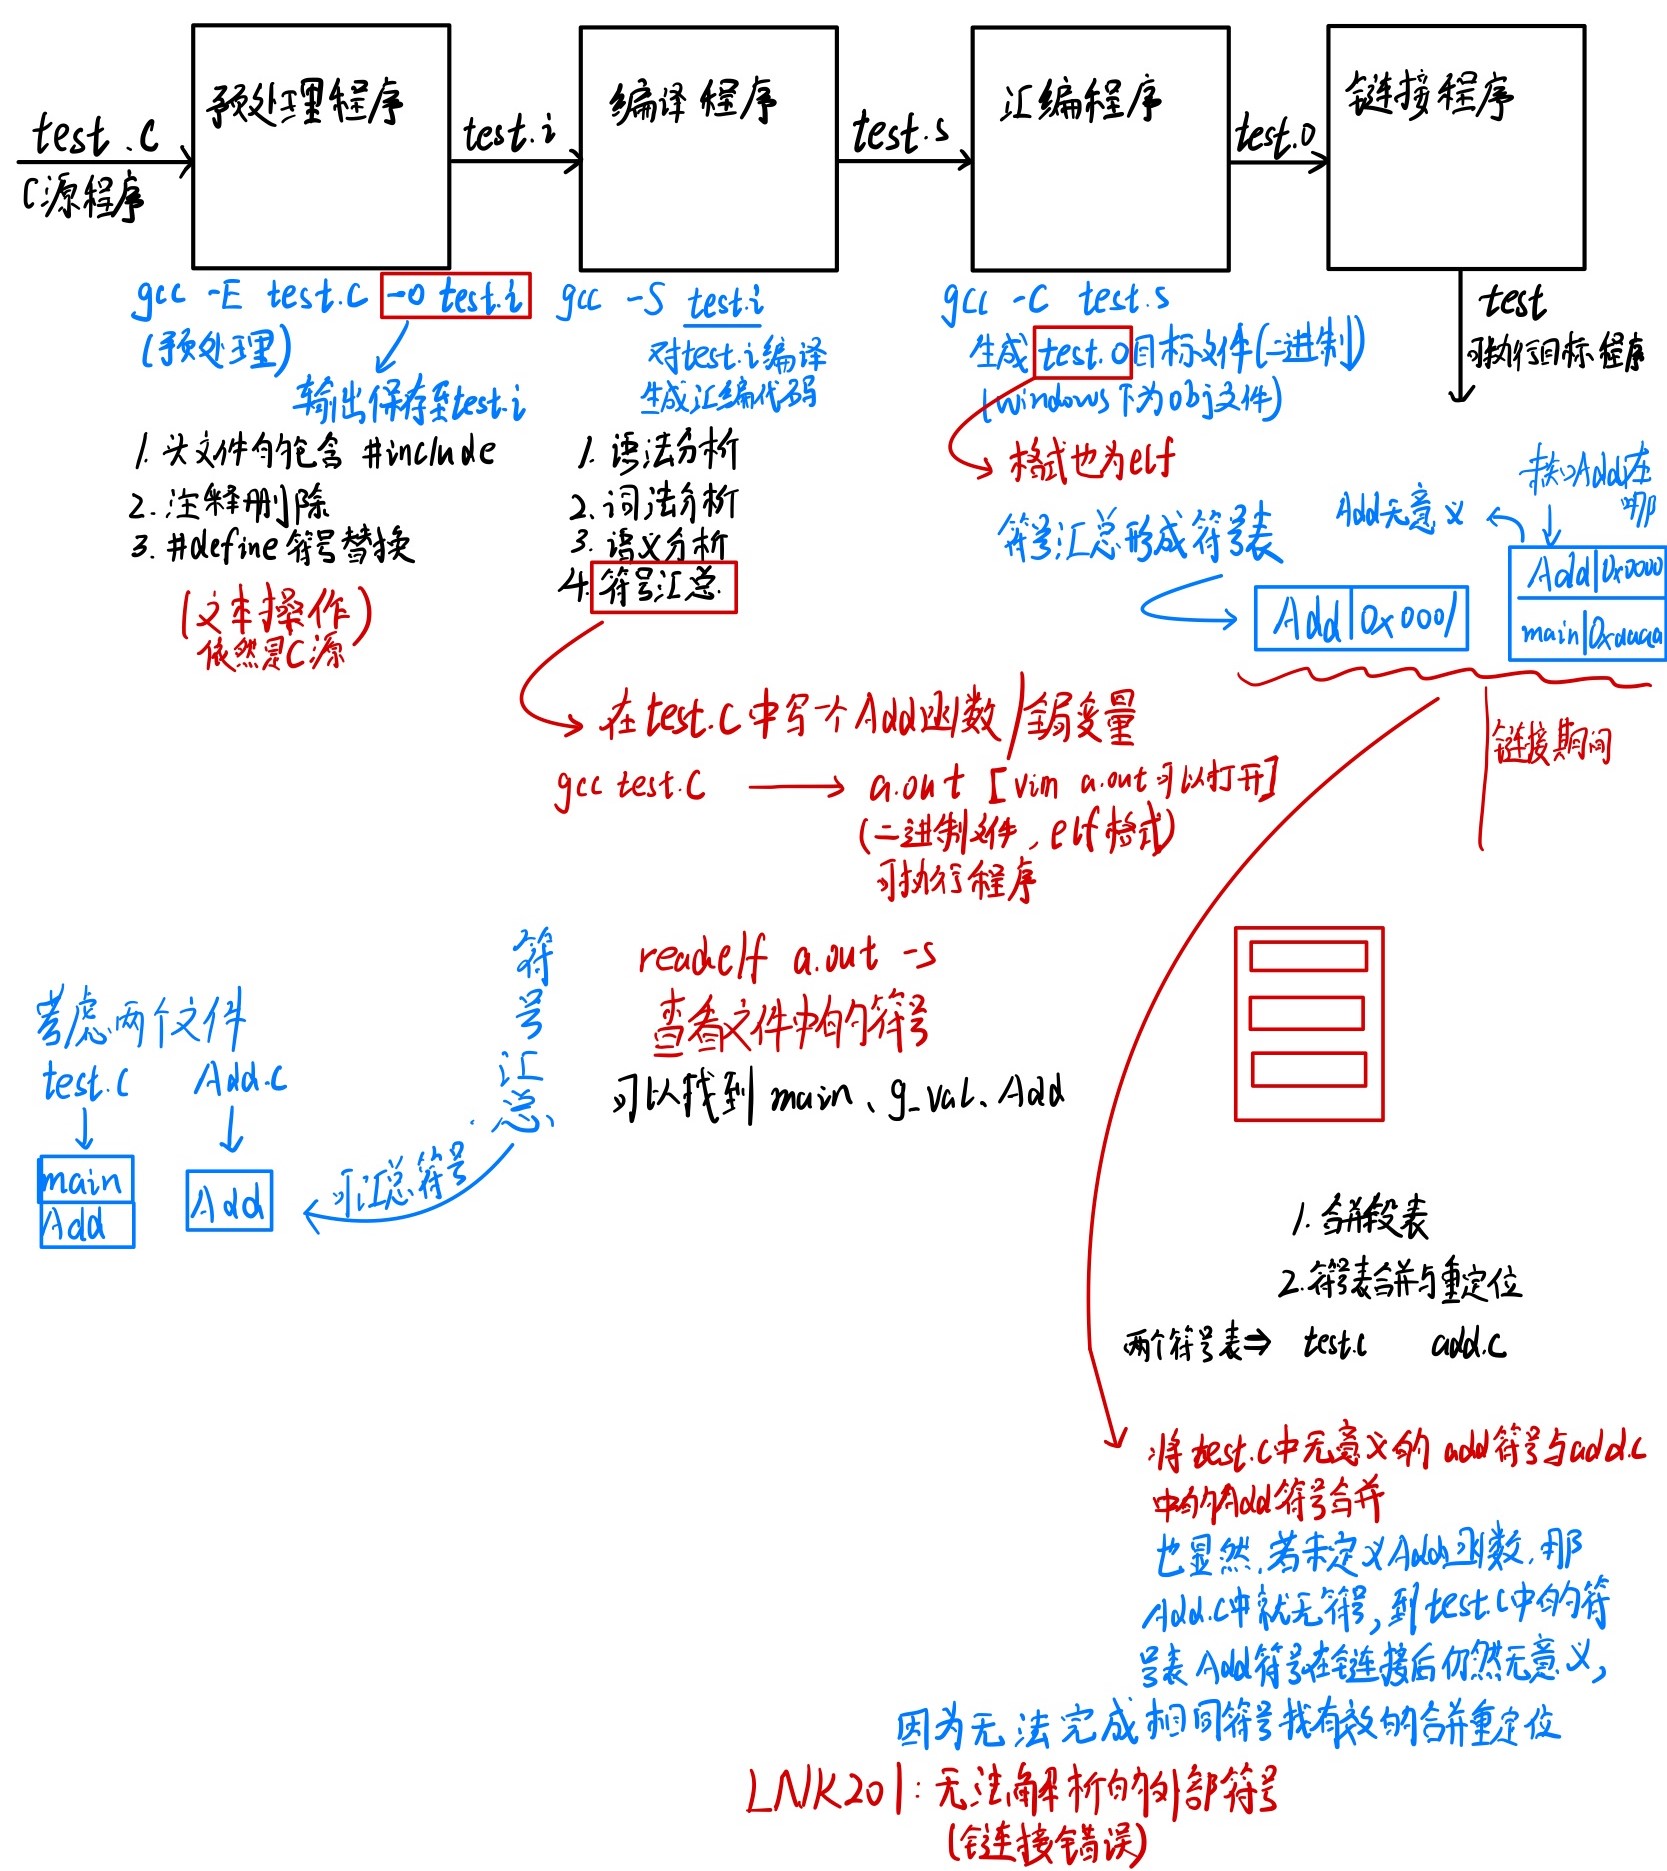 test.c
C源程序
预处理程序
test.i
编译程序
test.s
汇编程序
test.o
链接程序
test
可执行目标程序
gcc -E test.c -o test.i
(预处理)
输出保存至test.i
1. 头文件的包含 #include
2. 注释删除
3. #define 符号替换
(文本操作)
依然是C源
gcc -S test.i
对test.i编译
生成汇编代码
1. 语法分析
2. 词法分析
3. 语义分析
4. 符号汇总.
gcc -C test.s
生成test.o目标文件(二进制)
(windows下为obj文件)
格式也为elf
符号汇总形成符号表
Add|0x0001
Add无意义
Add在
哪
Add|0x0000
main|0xaaaa
链接期间
在test.c中写个Add函数/全局变量
gcc test.c
a.out [vim a.out 可以打开]
(二进制文件, elf格式)
可执行程序
readelf a.out -s
查看文件中的符号
可以找到 main、g_val、Add
符号汇总
可汇总符号
考虑两个文件
test.c Add.c
main
Add
Add
1. 合并段表
2. 符号表合并与重定位
两个符号表⇒ test.c add.c
将test.c中无意义的 add符号与add.c
中的Add符号合并
也显然,若未定义Add函数,那
Add.c中就无符号,到test.c中的符
号表 Add符号在链接后仍然无意义,
因为无法完成相同符号找有效的合并重定位
LNK201: 无法解析的外部符号
(链接错误)